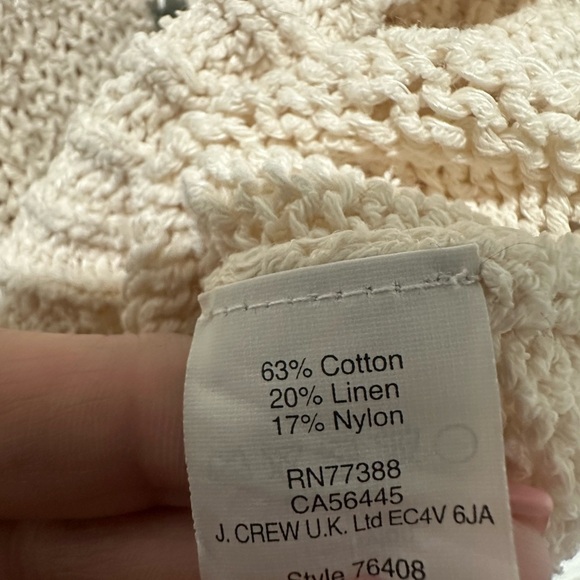 63% Cotton
20% Linen
17% Nylon
RN77388
CA56445
J. CREW U.K. Ltd EC4V 6JA
Style 76408